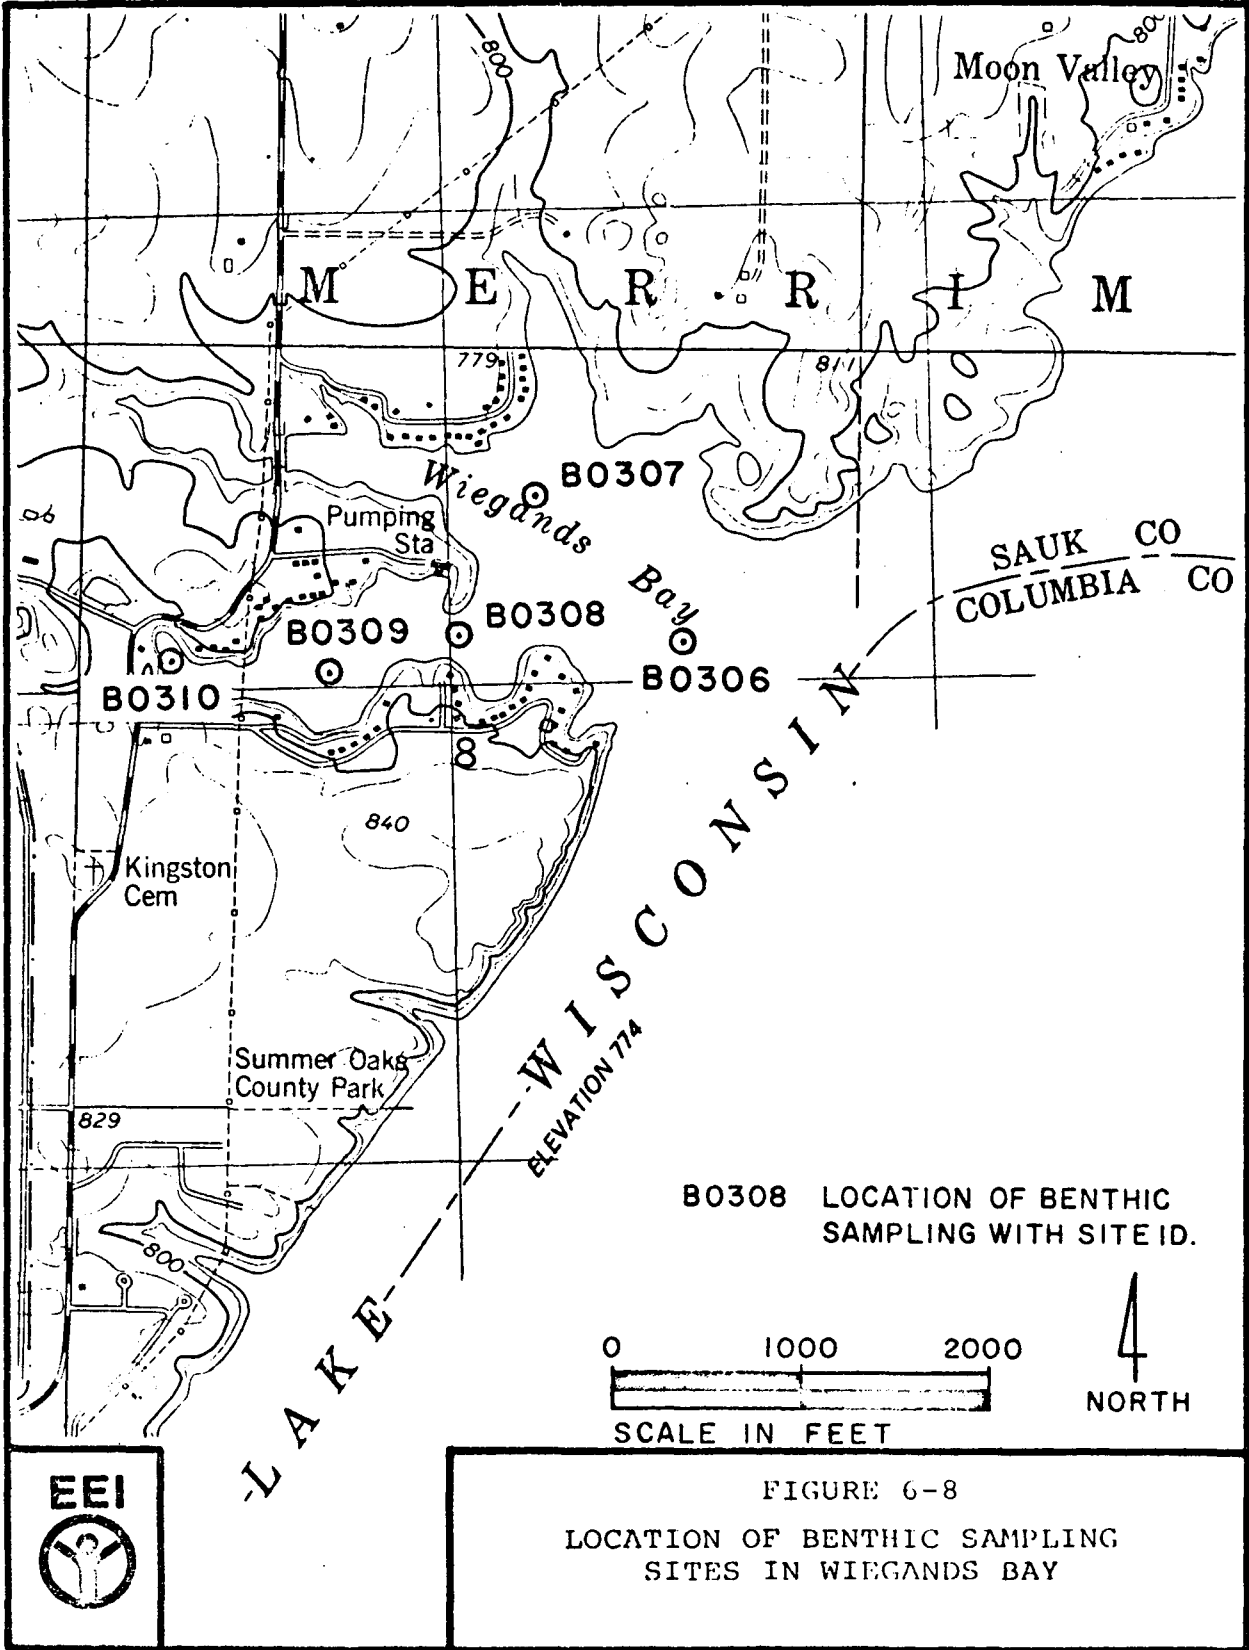 800
Moon Valley
800
M E R R I M
779
Wiegands
Bay
B0307
Pumping
Sta
SAUK CO
COLUMBIA CO
B0308
B0309
B0306
B0310
8
840
Kingston
Cem
LAKE WISCONSIN
ELEVATION 774
Summer Oaks
County Park
829
800
B0308 LOCATION OF BENTHIC
SAMPLING WITH SITE ID.
0 1000 2000
SCALE IN FEET
NORTH
EEI
FIGURE 6-8
LOCATION OF BENTHIC SAMPLING
SITES IN WIEGANDS BAY